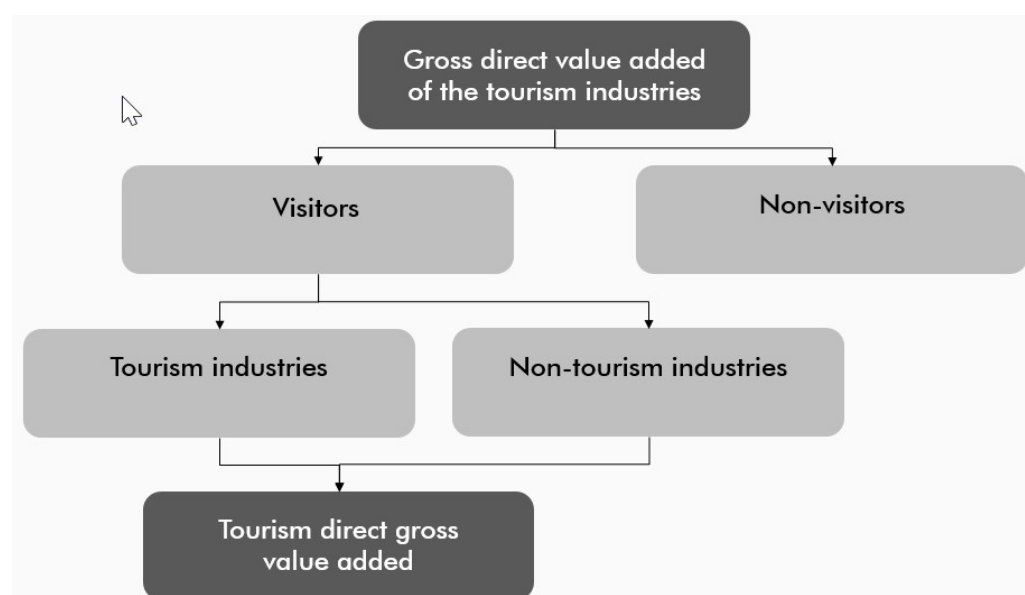 Gross direct value added
of the tourism industries
Visitors
Non-visitors
Tourism industries
Non-tourism industries
Tourism direct gross
value added